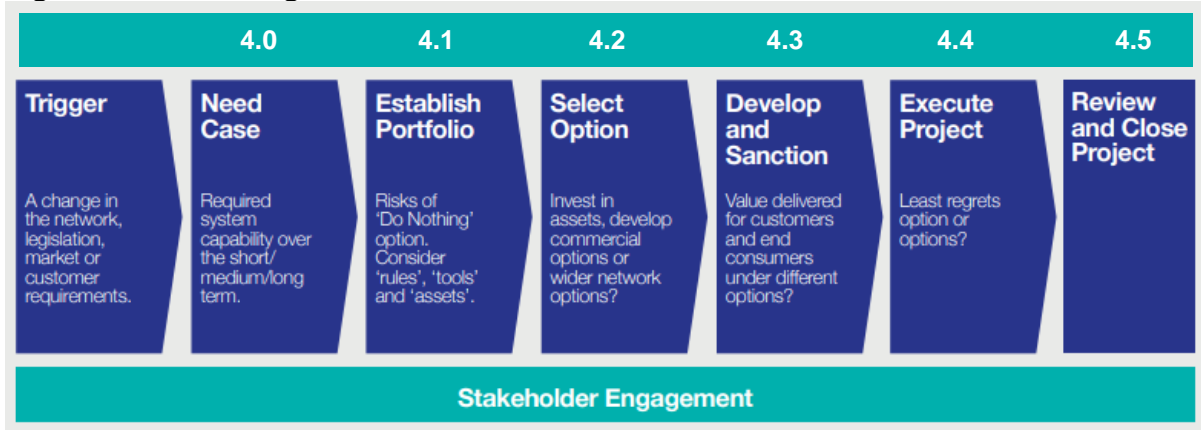 4.0 4.1 4.2 4.3 4.4 4.5
Trigger
A change in
the network,
legislation,
market or
customer
requirements.
Need
Case
Required
system
capability over
the short/
medium/long
term.
Establish
Portfolio
Risks of
‘Do Nothing’
option.
Consider
‘rules’, ‘tools’
and ‘assets’.
Select
Option
Invest in
assets, develop
commercial
options or
wider network
options?
Develop
and
Sanction
Value delivered
for customers
and end
consumers
under different
options?
Execute
Project
Least regrets
option or
options?
Review
and Close
Project
Stakeholder Engagement